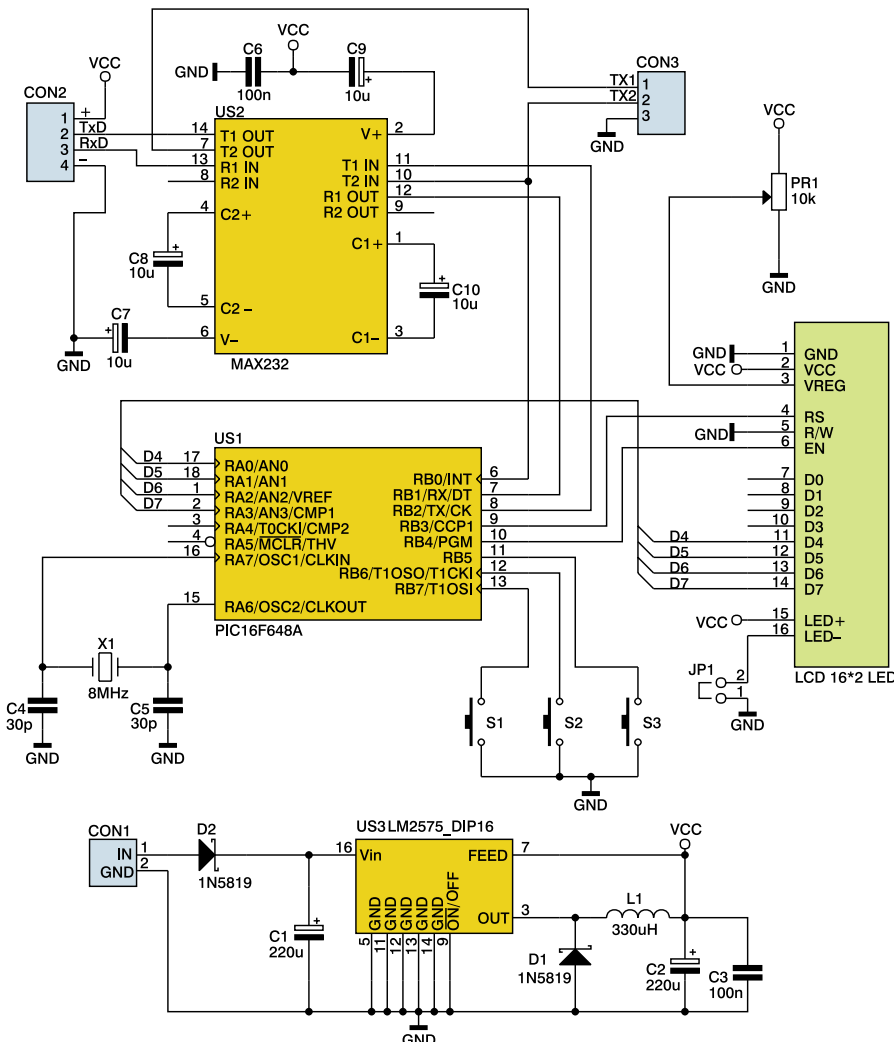 VCC
CON2
1 +
2 TxD
3 RxD
4 −
GND
C6
100n
VCC
C9
10u
+
US2
14 T1 OUT
7 T2 OUT
13 R1 IN
8 R2 IN
4 C2+
5 C2−
6 V−
V+ 2
T1 IN 11
T2 IN 10
R1 OUT 12
R2 OUT 9
C1+ 1
C1− 3
MAX232
C8
10u
+
C7
10u
+
GND
C10
10u
+
CON3
TX1 1
TX2 2
3
GND
VCC
PR1
10k
GND
GND 1 GND
VCC 2 VCC
3 VREG
4 RS
GND 5 R/W
6 EN
7 D0
8 D1
9 D2
10 D3
D4 11 D4
D5 12 D5
D6 13 D6
D7 14 D7
VCC 15 LED+
16 LED−
LCD 16*2 LED
JP1
2
1
GND
US1
D4 17 RA0/AN0
D5 18 RA1/AN1
D6 1 RA2/AN2/VREF
D7 2 RA3/AN3/CMP1
3 RA4/T0CKI/CMP2
4 RA5/MCLR/THV
16 RA7/OSC1/CLKIN
15 RA6/OSC2/CLKOUT
RB0/INT 6
RB1/RX/DT 7
RB2/TX/CK 8
RB3/CCP1 9
RB4/PGM 10
RB5 11
RB6/T1OSO/T1CKI 12
RB7/T1OSI 13
PIC16F648A
X1
8MHz
C4
30p
GND
C5
30p
GND
S1
S2
S3
GND
CON1
IN 1
GND 2
D2
1N5819
C1
220u
+
US3 LM2575_DIP16
16 Vin
FEED 7
OUT 3
GND 5
GND 11
GND 12
GND 13
GND 14
ON/OFF 9
GND
D1
1N5819
L1
330uH
VCC
C2
220u
+
C3
100n